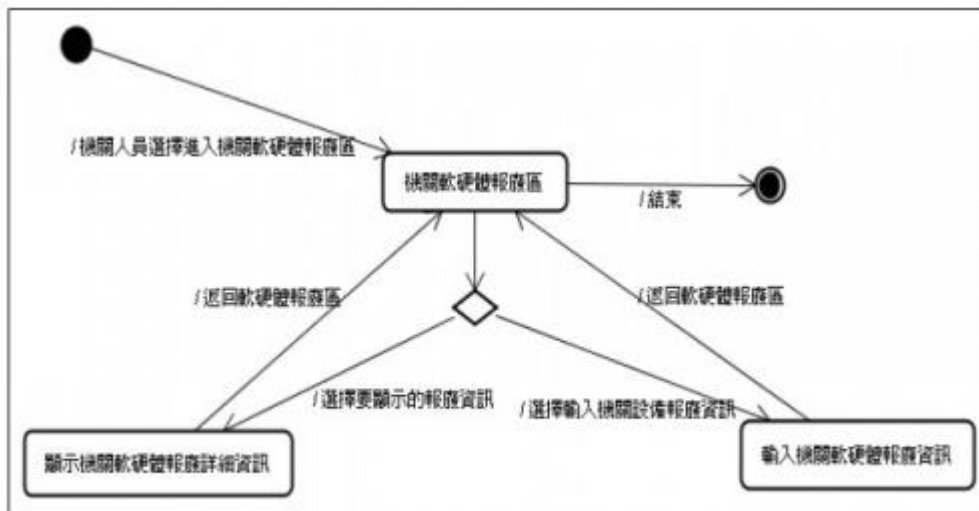 / 機關人員選擇進入機關軟硬體報廢區
機關軟硬體報廢區
/ 結束
/ 返回軟硬體報廢區
/ 返回軟硬體報廢區
/ 選擇要顯示的報廢資訊
/ 選擇輸入機關設備報廢資訊
顯示機關軟硬體報廢詳細資訊
輸入機關軟硬體報廢資訊